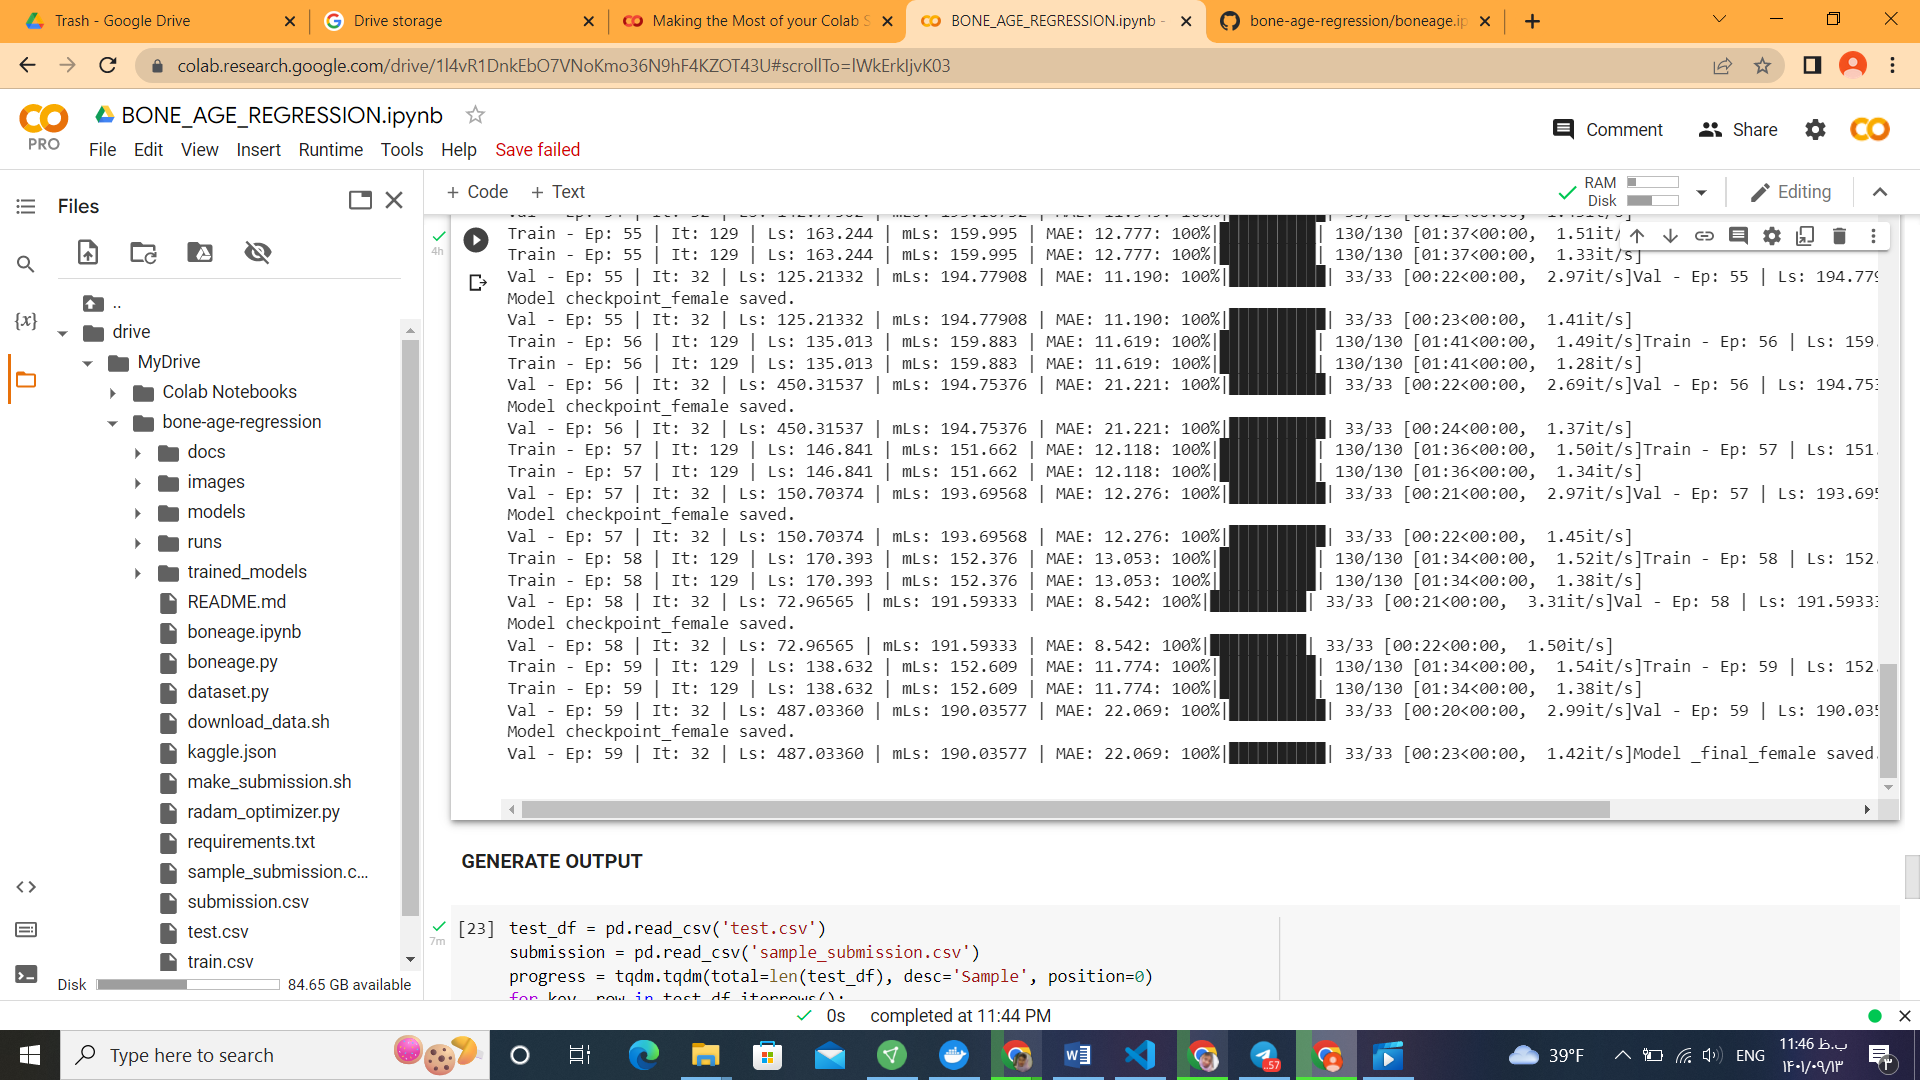 Trash - Google Drive
Drive storage
Making the Most of your Colab S
BONE_AGE_REGRESSION.ipynb -
bone-age-regression/boneage.ip
colab.research.google.com/drive/1l4vR1DnkEbO7VNoKmo36N9hF4KZOT43U#scrollTo=lWkErkIjvK03
PRO
BONE_AGE_REGRESSION.ipynb
File Edit View Insert Runtime Tools Help Save failed
Comment
Share
Files
+ Code + Text
RAM
Disk
Editing
{x}
..
drive
MyDrive
Colab Notebooks
bone-age-regression
docs
images
models
runs
trained_models
README.md
boneage.ipynb
boneage.py
dataset.py
download_data.sh
kaggle.json
make_submission.sh
radam_optimizer.py
requirements.txt
sample_submission.c...
submission.csv
test.csv
train.csv
Disk
84.65 GB available
4h
Train - Ep: 55 | It: 129 | Ls: 163.244 | mLs: 159.995 | MAE: 12.777: 100%|██████████| 130/130 [01:37<00:00, 1.51it/
Train - Ep: 55 | It: 129 | Ls: 163.244 | mLs: 159.995 | MAE: 12.777: 100%|██████████| 130/130 [01:37<00:00, 1.33it/s]
Val - Ep: 55 | It: 32 | Ls: 125.21332 | mLs: 194.77908 | MAE: 11.190: 100%|██████████| 33/33 [00:22<00:00, 2.97it/s]Val - Ep: 55 | Ls: 194.779
Model checkpoint_female saved.
Val - Ep: 55 | It: 32 | Ls: 125.21332 | mLs: 194.77908 | MAE: 11.190: 100%|██████████| 33/33 [00:23<00:00, 1.41it/s]
Train - Ep: 56 | It: 129 | Ls: 135.013 | mLs: 159.883 | MAE: 11.619: 100%|██████████| 130/130 [01:41<00:00, 1.49it/s]Train - Ep: 56 | Ls: 159.
Train - Ep: 56 | It: 129 | Ls: 135.013 | mLs: 159.883 | MAE: 11.619: 100%|██████████| 130/130 [01:41<00:00, 1.28it/s]
Val - Ep: 56 | It: 32 | Ls: 450.31537 | mLs: 194.75376 | MAE: 21.221: 100%|██████████| 33/33 [00:22<00:00, 2.69it/s]Val - Ep: 56 | Ls: 194.753
Model checkpoint_female saved.
Val - Ep: 56 | It: 32 | Ls: 450.31537 | mLs: 194.75376 | MAE: 21.221: 100%|██████████| 33/33 [00:24<00:00, 1.37it/s]
Train - Ep: 57 | It: 129 | Ls: 146.841 | mLs: 151.662 | MAE: 12.118: 100%|██████████| 130/130 [01:36<00:00, 1.50it/s]Train - Ep: 57 | Ls: 151.
Train - Ep: 57 | It: 129 | Ls: 146.841 | mLs: 151.662 | MAE: 12.118: 100%|██████████| 130/130 [01:36<00:00, 1.34it/s]
Val - Ep: 57 | It: 32 | Ls: 150.70374 | mLs: 193.69568 | MAE: 12.276: 100%|██████████| 33/33 [00:21<00:00, 2.97it/s]Val - Ep: 57 | Ls: 193.695
Model checkpoint_female saved.
Val - Ep: 57 | It: 32 | Ls: 150.70374 | mLs: 193.69568 | MAE: 12.276: 100%|██████████| 33/33 [00:22<00:00, 1.45it/s]
Train - Ep: 58 | It: 129 | Ls: 170.393 | mLs: 152.376 | MAE: 13.053: 100%|██████████| 130/130 [01:34<00:00, 1.52it/s]Train - Ep: 58 | Ls: 152.
Train - Ep: 58 | It: 129 | Ls: 170.393 | mLs: 152.376 | MAE: 13.053: 100%|██████████| 130/130 [01:34<00:00, 1.38it/s]
Val - Ep: 58 | It: 32 | Ls: 72.96565 | mLs: 191.59333 | MAE: 8.542: 100%|██████████| 33/33 [00:21<00:00, 3.31it/s]Val - Ep: 58 | Ls: 191.59333
Model checkpoint_female saved.
Val - Ep: 58 | It: 32 | Ls: 72.96565 | mLs: 191.59333 | MAE: 8.542: 100%|██████████| 33/33 [00:22<00:00, 1.50it/s]
Train - Ep: 59 | It: 129 | Ls: 138.632 | mLs: 152.609 | MAE: 11.774: 100%|██████████| 130/130 [01:34<00:00, 1.54it/s]Train - Ep: 59 | Ls: 152.
Train - Ep: 59 | It: 129 | Ls: 138.632 | mLs: 152.609 | MAE: 11.774: 100%|██████████| 130/130 [01:34<00:00, 1.38it/s]
Val - Ep: 59 | It: 32 | Ls: 487.03360 | mLs: 190.03577 | MAE: 22.069: 100%|██████████| 33/33 [00:20<00:00, 2.99it/s]Val - Ep: 59 | Ls: 190.035
Model checkpoint_female saved.
Val - Ep: 59 | It: 32 | Ls: 487.03360 | mLs: 190.03577 | MAE: 22.069: 100%|██████████| 33/33 [00:23<00:00, 1.42it/s]Model _final_female saved.
GENERATE OUTPUT
7m
[23] test_df = pd.read_csv('test.csv')
submission = pd.read_csv('sample_submission.csv')
progress = tqdm.tqdm(total=len(test_df), desc='Sample', position=0)
for key, row in test_df.iterrows():
0s completed at 11:44 PM
Type here to search
..57
39°F
ENG
11:46 ب.ظ
۱۴۰۱/۰۹/۱۳
۳